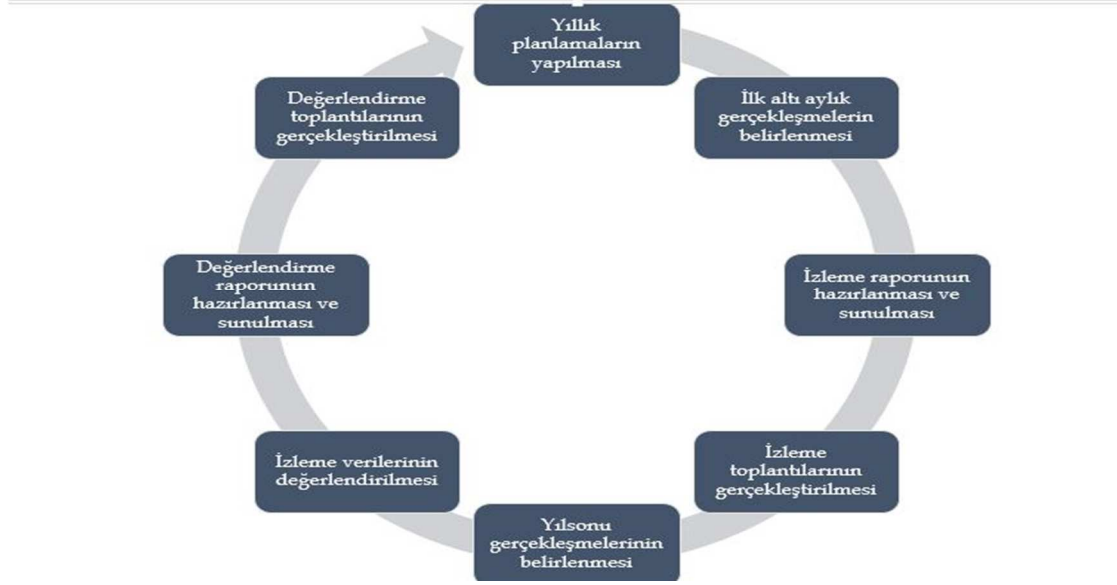 Yıllık
planlamaların
yapılması
İlk altı aylık
gerçekleşmelerin
belirlenmesi
İzleme raporunun
hazırlanması ve
sunulması
İzleme
toplantılarının
gerçekleştirilmesi
Yılsonu
gerçekleşmelerinin
belirlenmesi
İzleme verilerinin
değerlendirilmesi
Değerlendirme
raporunun
hazırlanması ve
sunulması
Değerlendirme
toplantılarının
gerçekleştirilmesi